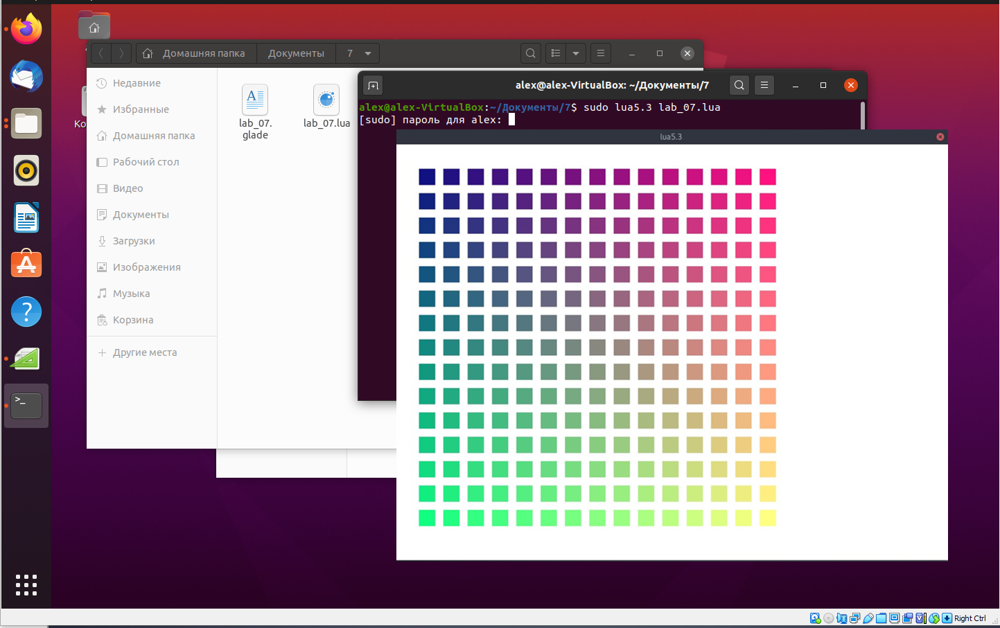 Домашняя папка
Документы
7
Недавние
Избранные
Домашняя папка
Рабочий стол
Видео
Документы
Загрузки
Изображения
Музыка
Корзина
Другие места
lab_07.
glade
lab_07.lua
alex@alex-VirtualBox: ~/Документы/7
alex@alex-VirtualBox:~/Документы/7$ sudo lua5.3 lab_07.lua
[sudo] пароль для alex:
lua5.3
Right Ctrl